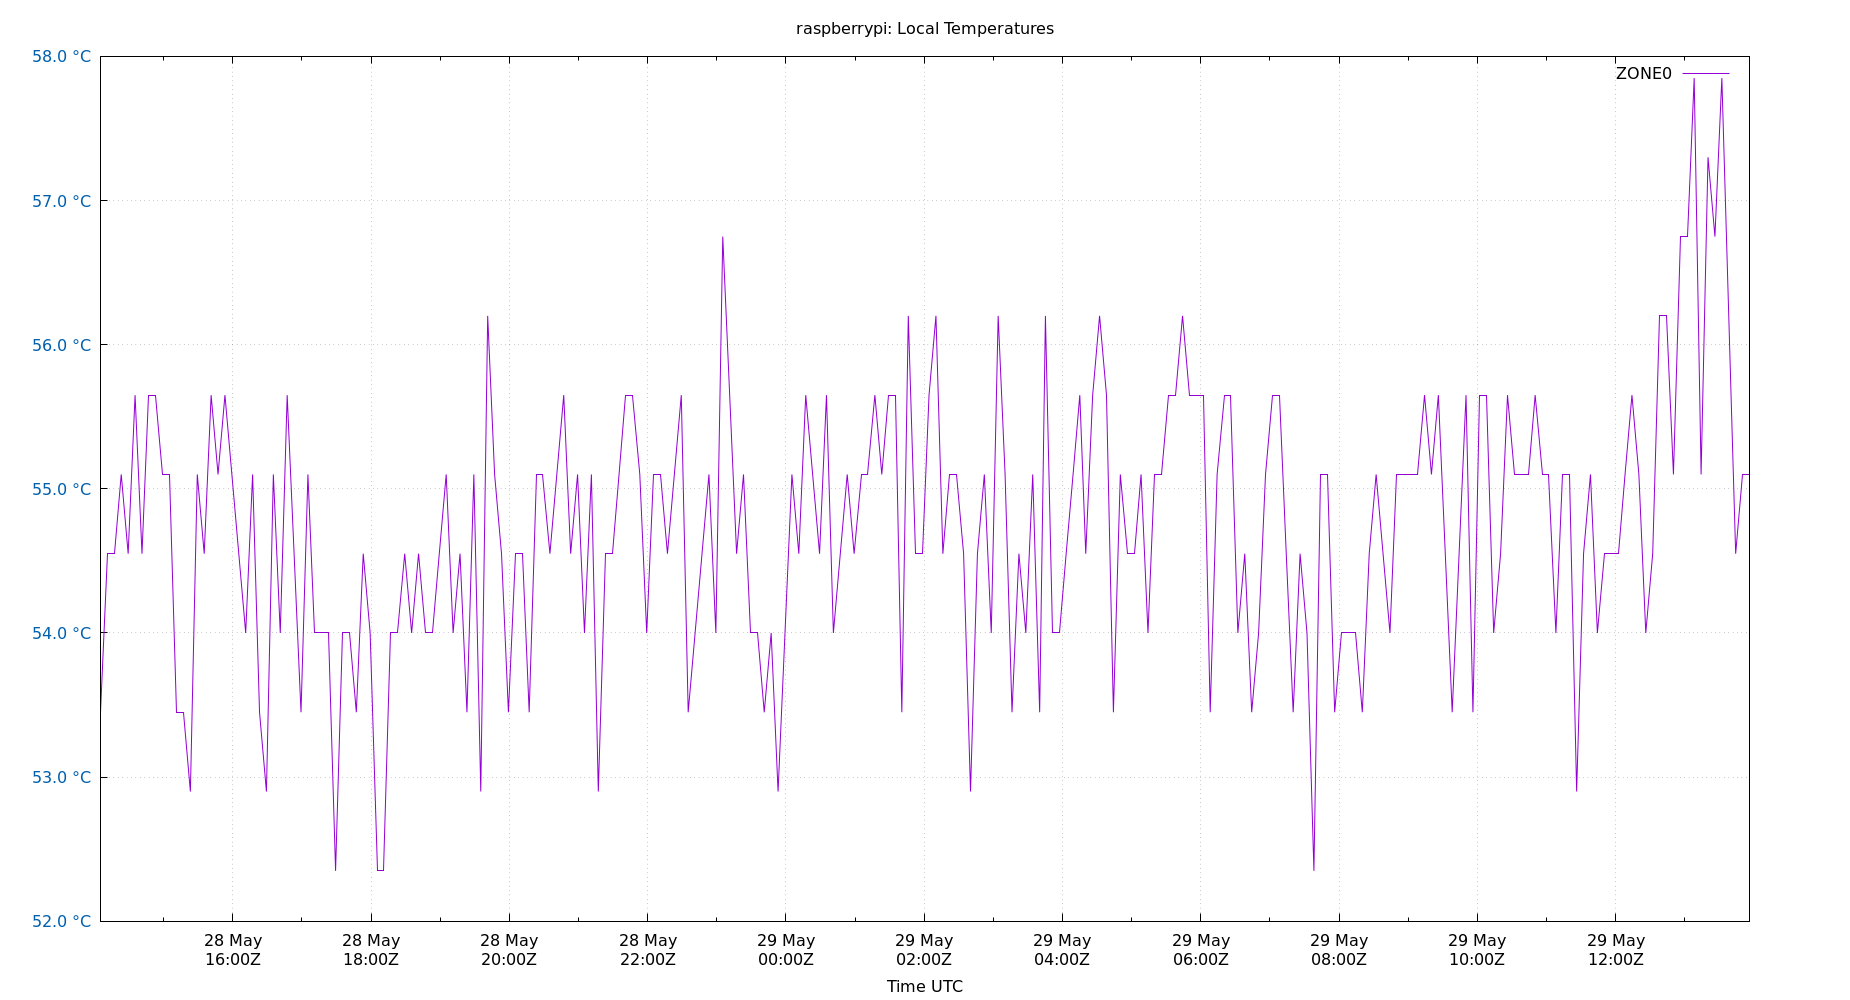 raspberrypi: Local Temperatures
58.0 °C
ZONE0
57.0 °C
56.0 °C
55.0 °C
54.0 °C
53.0 °C
52.0 °C
28 May 28 May 28 May 28 May 29 May 29 May 29 May 29 May 29 May 29 May 29 May
16:00Z 18:00Z 20:00Z 22:00Z 00:00Z 02:00Z 04:00Z 06:00Z 08:00Z 10:00Z 12:00Z
Time UTC